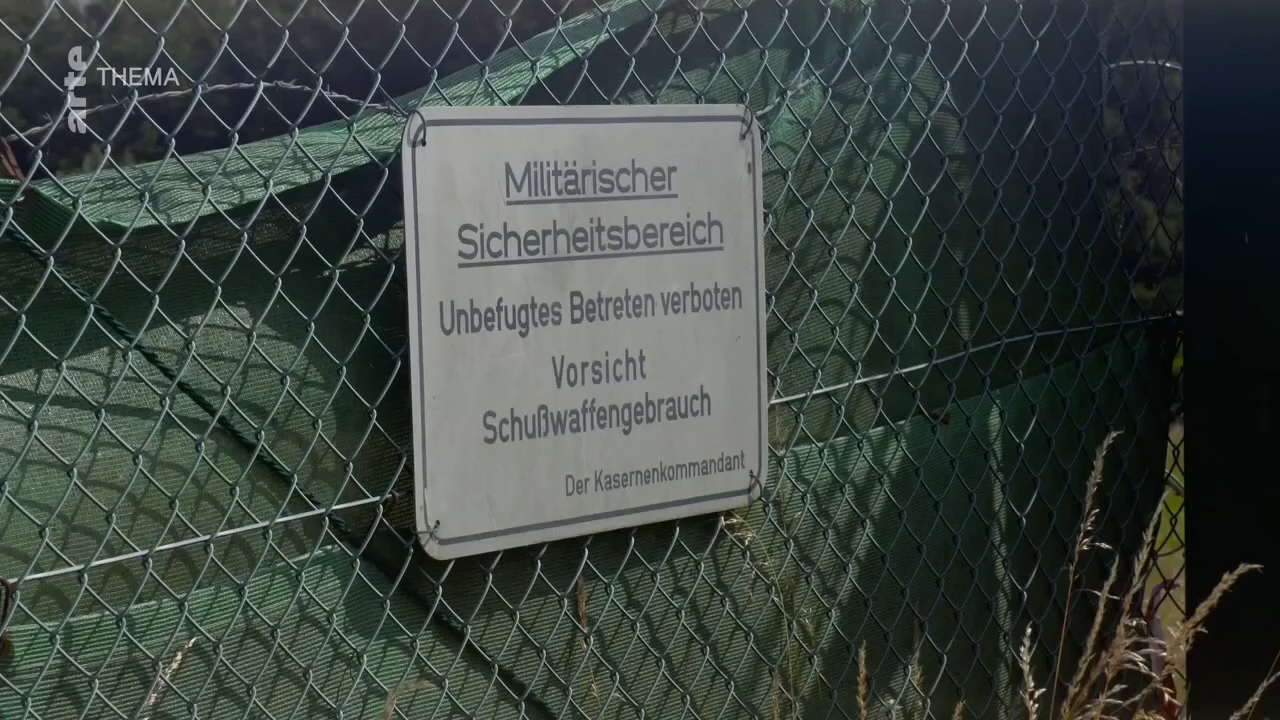 arte THEMA
Militärischer
Sicherheitsbereich
Unbefugtes Betreten verboten
Vorsicht
Schußwaffengebrauch
Der Kasernenkommandant